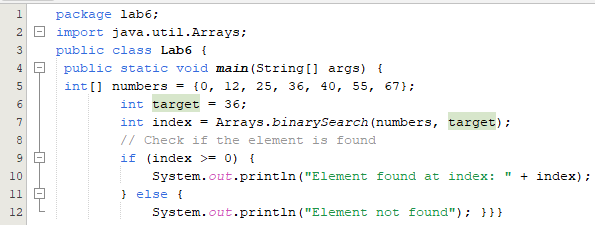 1 package lab6;
2 import java.util.Arrays;
3 public class Lab6 {
4 public static void main(String[] args) {
5 int[] numbers = {0, 12, 25, 36, 40, 55, 67};
6 int target = 36;
7 int index = Arrays.binarySearch(numbers, target);
8 // Check if the element is found
9 if (index >= 0) {
10 System.out.println("Element found at index: " + index);
11 } else {
12 System.out.println("Element not found"); }}}